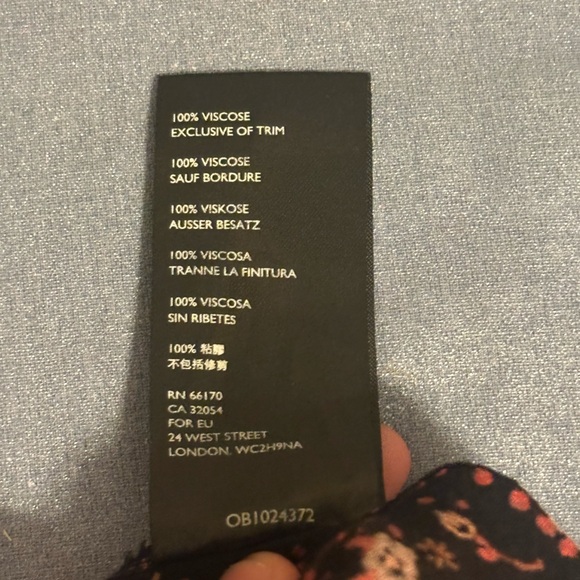 100% VISCOSE
EXCLUSIVE OF TRIM
100% VISCOSE
SAUF BORDURE
100% VISKOSE
AUSSER BESATZ
100% VISCOSA
TRANNE LA FINITURA
100% VISCOSA
SIN RIBETES
100% 粘膠
不包括修剪
RN 66170
CA 32054
FOR EU
24 WEST STREET
LONDON. WC2H9NA
OB1024372